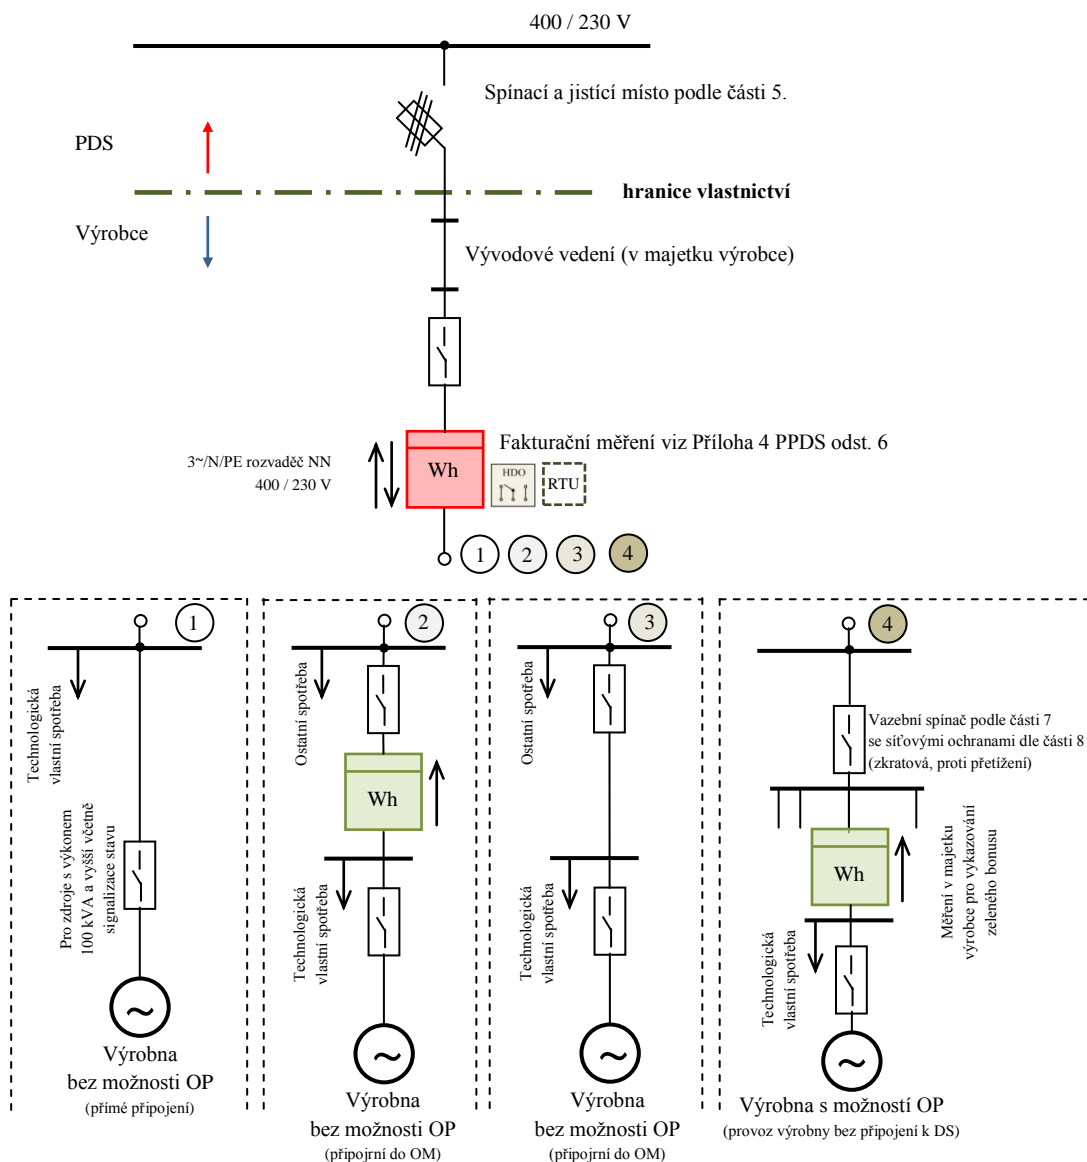 400 / 230 V
Spínací a jistící místo podle části 5.
PDS
hranice vlastnictví
Výrobce
Vývodové vedení (v majetku výrobce)
Fakturační měření viz Příloha 4 PPDS odst. 6
3~/N/PE rozvaděč NN
400 / 230 V
Wh
HDO
RTU
1
2
3
4
1
Technologická
vlastní spotřeba
Pro zdroje s výkonem
100 kVA a vyšší včetně
signalizace stavu
~
Výrobna
bez možnosti OP
(přímé připojení)
2
Ostatní spotřeba
Wh
Technologická
vlastní spotřeba
~
Výrobna
bez možnosti OP
(připojrní do OM)
3
Ostatní spotřeba
Technologická
vlastní spotřeba
~
Výrobna
bez možnosti OP
(připojrní do OM)
4
Vazební spínač podle části 7
se síťovými ochranami dle části 8
(zkratová, proti přetížení)
Wh
Měření v majetku
výrobce pro vykazování
zeleného bonusu
Technologická
vlastní spotřeba
~
Výrobna s možností OP
(provoz výrobny bez připojení k DS)